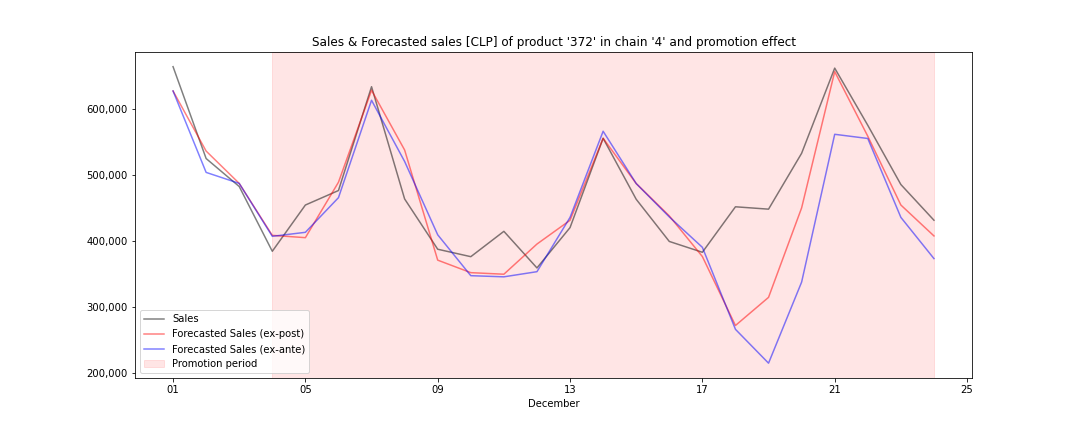 Sales & Forecasted sales [CLP] of product '372' in chain '4' and promotion effect
600,000
500,000
400,000
300,000
200,000
Sales
Forecasted Sales (ex-post)
Forecasted Sales (ex-ante)
Promotion period
01 05 09 13 17 21 25
December